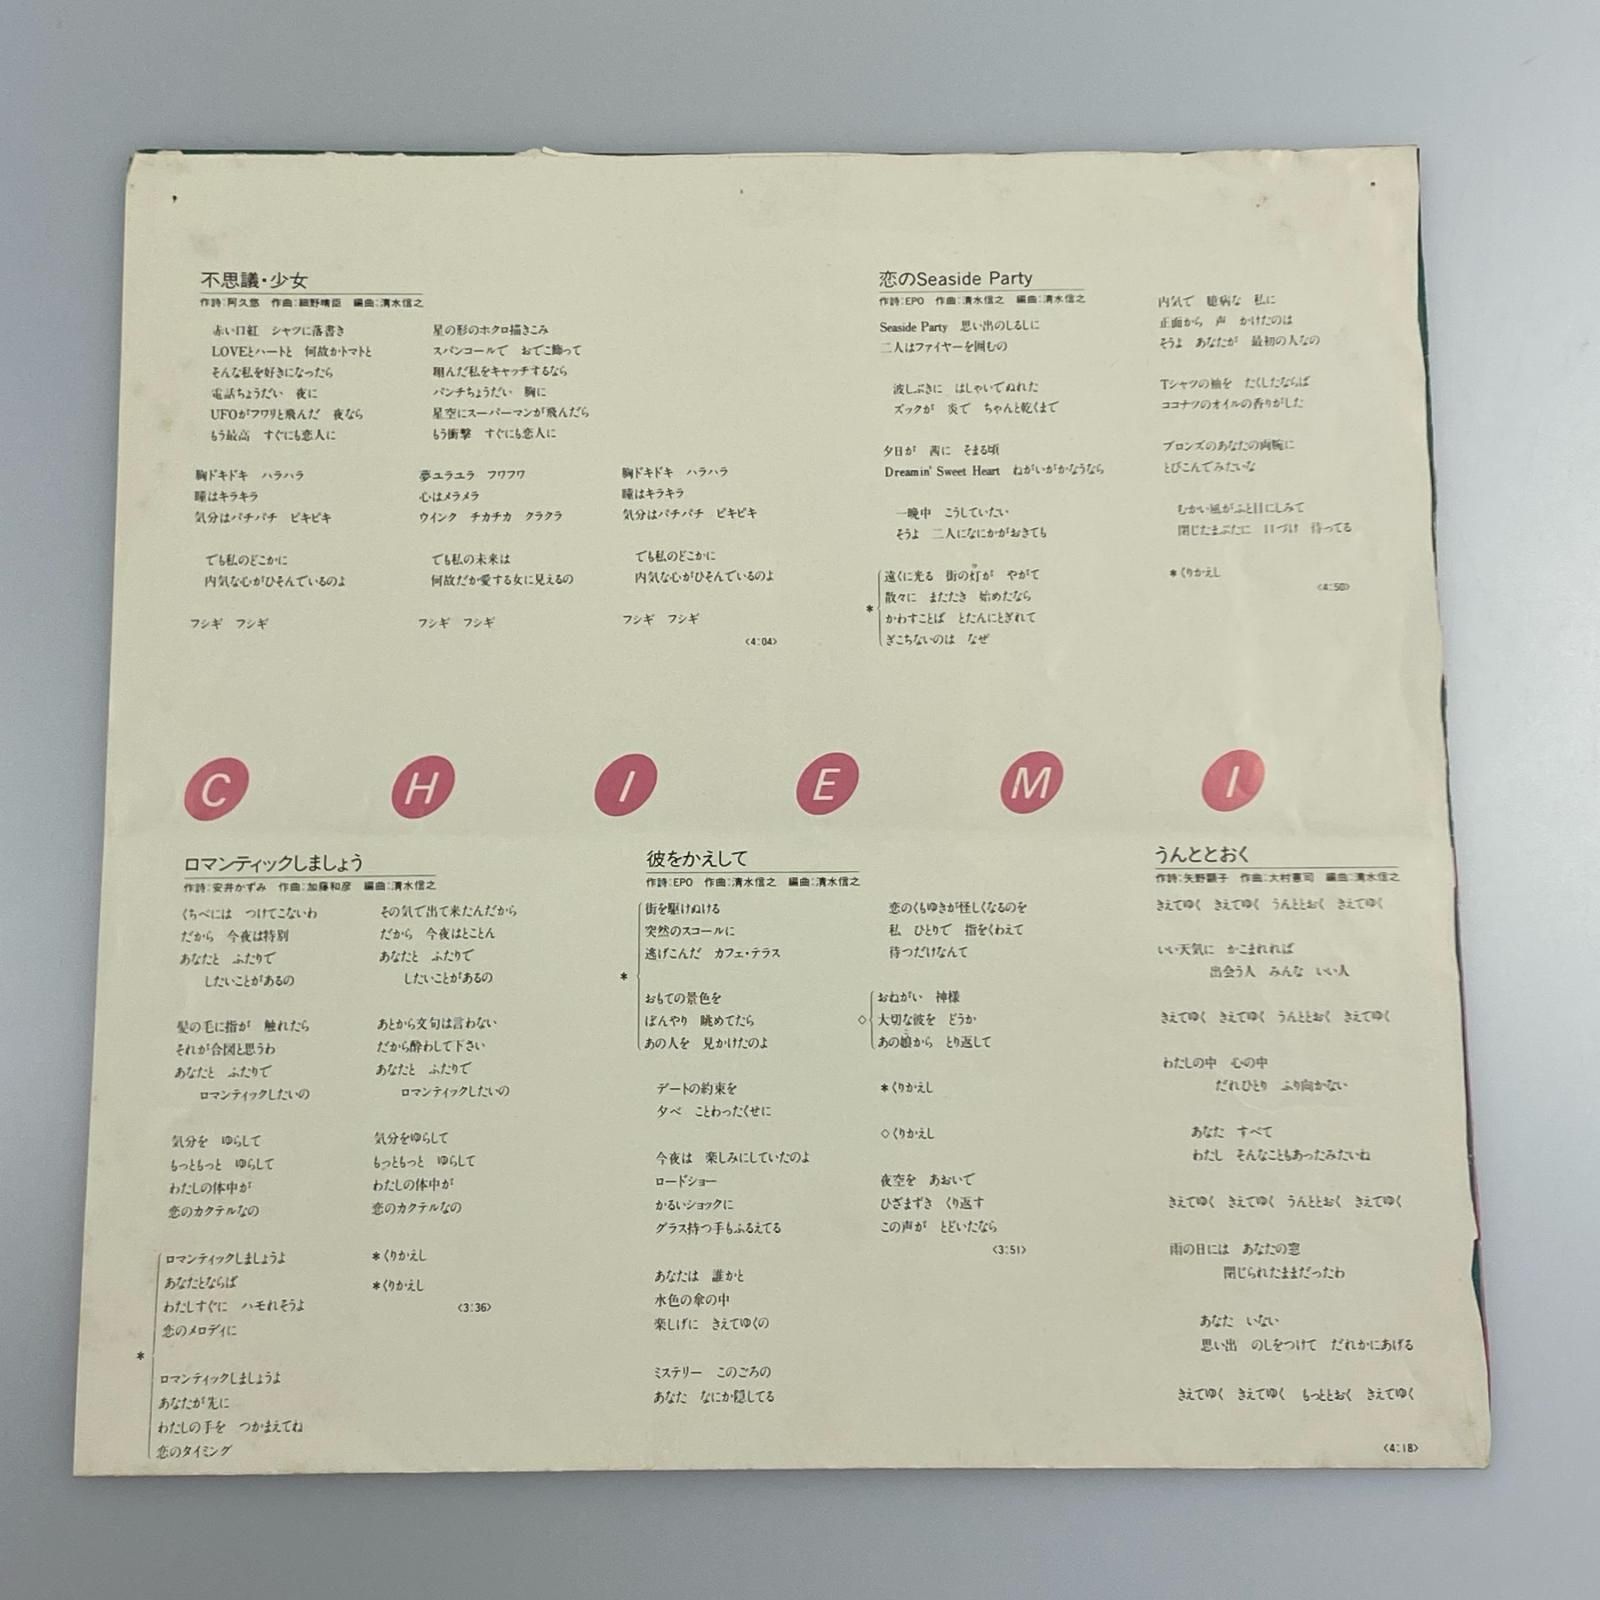 不思議・少女
作詩:阿久悠 作曲:細野晴臣 編曲:清水信之
赤い口紅 シャツに落書き
LOVEとハートと 何故かトマトと
そんな私を好きになったら
電話ちょうだい 夜に
UFOがフワリと飛んだ 夜なら
もう最高 すぐにも恋人に
胸ドキドキ ハラハラ
瞳はキラキラ
気分はパチパチ ピキピキ
でも私のどこかに
内気な心がひそんでいるのよ
フシギ フシギ
星の形のホクロ描きこみ
スパンコールで おでこ飾って
翔んだ私をキャッチするなら
パンチちょうだい 胸に
星空にスーパーマンが飛んだら
もう衝撃 すぐにも恋人に
夢ユラユラ フワフワ
心はメラメラ
ウインク チカチカ クラクラ
でも私の未来は
何故だか愛する女に見えるの
フシギ フシギ
胸ドキドキ ハラハラ
瞳はキラキラ
気分はパチパチ ピキピキ
でも私のどこかに
内気な心がひそんでいるのよ
フシギ フシギ
〈4:04〉
恋のSeaside Party
作詩:EPO 作曲:清水信之 編曲:清水信之
Seaside Party 思い出のしるしに
二人はファイヤーを囲むの
波しぶきに はしゃいでぬれた
ズックが 炎で ちゃんと乾くまで
夕日が 茜に そまる頃
Dreamin' Sweet Heart ねがいがかなうなら
一晩中 こうしていたい
そうよ 二人になにかがおきても
*
遠くに光る 街の灯が やがて
散々に またたき 始めたなら
かわすことば とたんにとぎれて
ぎこちないのは なぜ
内気で 臆病な 私に
正面から 声 かけたのは
そうよ あなたが 最初の人なの
Tシャツの袖を たくしたならば
ココナツのオイルの香りがした
ブロンズのあなたの両腕に
とびこんでみたいな
むかい風がふと目にしみて
閉じたまぶたに 口づけ 待ってる
*くりかえし
〈4:50〉
C H I E M I
ロマンティックしましょう
作詩:安井かずみ 作曲:加藤和彦 編曲:清水信之
くちべには つけてこないわ
だから 今夜は特別
あなたと ふたりで
したいことがあるの
髪の毛に指が 触れたら
それが合図と思うわ
あなたと ふたりで
ロマンティックしたいの
気分を ゆらして
もっともっと ゆらして
わたしの体中が
恋のカクテルなの
*
ロマンティックしましょうよ
あなたとならば
わたしすぐに ハモれそうよ
恋のメロディに
ロマンティックしましょうよ
あなたが先に
わたしの手を つかまえてね
恋のタイミング
その気で出て来たんだから
だから 今夜はとことん
あなたと ふたりで
したいことがあるの
あとから文句は言わない
だから酔わして下さい
あなたと ふたりで
ロマンティックしたいの
気分をゆらして
もっともっと ゆらして
わたしの体中が
恋のカクテルなの
*くりかえし
*くりかえし
〈3:36〉
彼をかえして
作詩:EPO 作曲:清水信之 編曲:清水信之
*
街を駆けぬける
突然のスコールに
逃げこんだ カフェ・テラス
おもての景色を
ぼんやり 眺めてたら
あの人を 見かけたのよ
デートの約束を
夕べ ことわったくせに
今夜は 楽しみにしていたのよ
ロードショー
かるいショックに
グラス持つ手もふるえてる
あなたは 誰かと
水色の傘の中
楽しげに きえてゆくの
ミステリー このごろの
あなた なにか隠してる
恋のくもゆきが怪しくなるのを
私 ひとりで 指をくわえて
待つだけなんて
◇
おねがい 神様
大切な彼を どうか
あの娘から とり返して
*くりかえし
◇くりかえし
夜空を あおいで
ひざまずき くり返す
この声が とどいたなら
〈3:51〉
うんととおく
作詩:矢野顕子 作曲:大村憲司 編曲:清水信之
きえてゆく きえてゆく うんととおく きえてゆく
いい天気に かこまれれば
出会う人 みんな いい人
きえてゆく きえてゆく うんととおく きえてゆく
わたしの中 心の中
だれひとり ふり向かない
あなた すべて
わたし そんなこともあったみたいね
きえてゆく きえてゆく うんととおく きえてゆく
雨の日には あなたの窓
閉じられたままだったわ
あなた いない
思い出 のしをつけて だれかにあげる
きえてゆく きえてゆく もっととおく きえてゆく
〈4:18〉